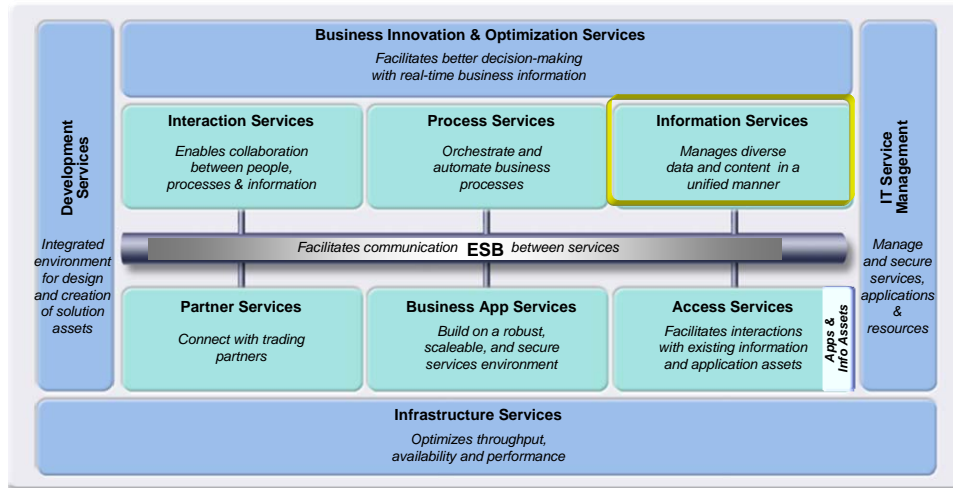 Business Innovation & Optimization Services
Facilitates better decision-making
with real-time business information
Development
Services
Integrated
environment
for design
and creation
of solution
assets
Interaction Services
Enables collaboration
between people,
processes & information
Process Services
Orchestrate and
automate business
processes
Information Services
Manages diverse
data and content in a
unified manner
IT Service
Management
Manage
and secure
services,
applications
&
resources
Facilitates communication ESB between services
Partner Services
Connect with trading
partners
Business App Services
Build on a robust,
scaleable, and secure
services environment
Access Services
Facilitates interactions
with existing information
and application assets
Apps &
Info Assets
Infrastructure Services
Optimizes throughput,
availability and performance